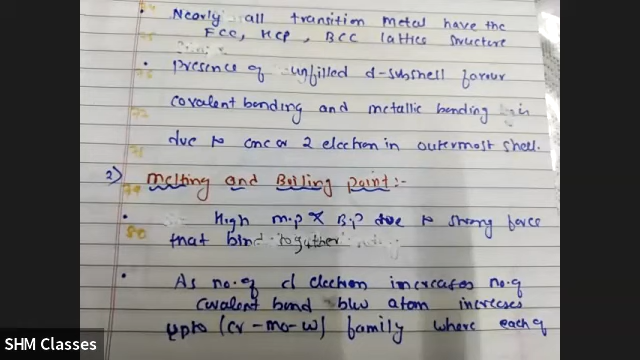 • Nearly all transition metal have the
FCC, HCP, BCC lattice structure
• Presence of unfilled d-subshell favour
covalent bonding and metallic bonding is
due to one or 2 electron in outermost shell.
2) Melting and Boiling point:-
• High m.p & B.p due to strong force
that bind together
• As no. of d electron increases no. of
covalent bond b/w atom increases
upto (cr-mo-w) family where each of
SHM Classes